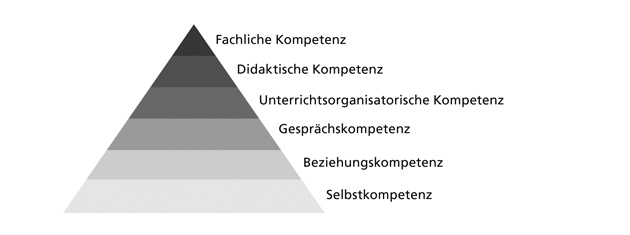 Fachliche Kompetenz
Didaktische Kompetenz
Unterrichtsorganisatorische Kompetenz
Gesprächskompetenz
Beziehungskompetenz
Selbstkompetenz